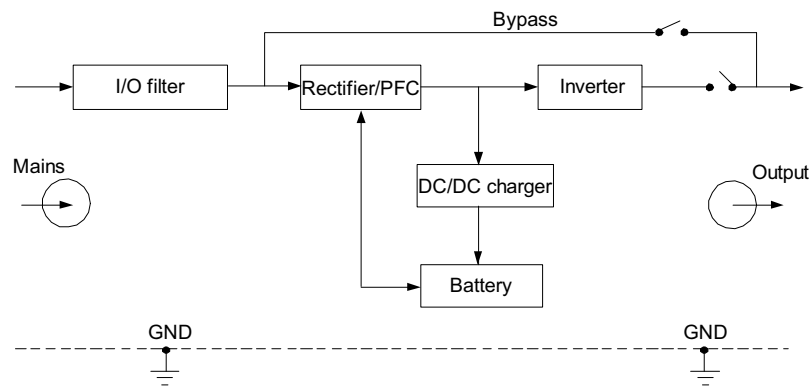 Bypass
I/O filter
Rectifier/PFC
Inverter
Mains
DC/DC charger
Output
Battery
GND
GND